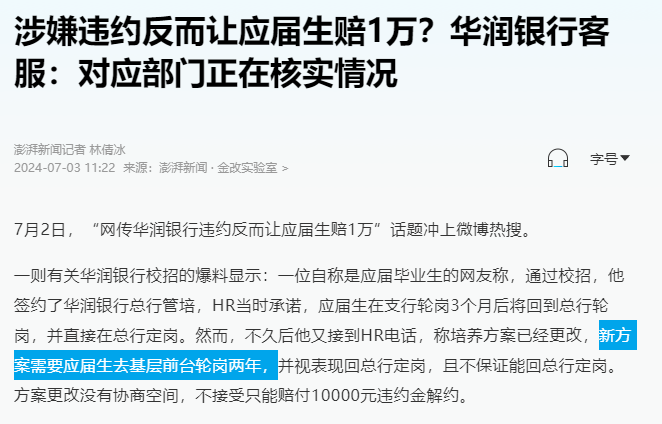 涉嫌违约反而让应届生赔1万？华润银行客
服：对应部门正在核实情况
澎湃新闻记者 林倩冰
2024-07-03 11:22 来源：澎湃新闻 · 金改实验室 >
字号
7月2日，“网传华润银行违约反而让应届生赔1万”话题冲上微博热搜。
一则有关华润银行校招的爆料显示：一位自称是应届毕业生的网友称，通过校招，他
签约了华润银行总行管培，HR当时承诺，应届生在支行轮岗3个月后将回到总行轮
岗，并直接在总行定岗。然而，不久后他又接到HR电话，称培养方案已经更改，新方
案需要应届生去基层前台轮岗两年，并视表现回总行定岗，且不保证能回总行定岗。
方案更改没有协商空间，不接受只能赔付10000元违约金解约。